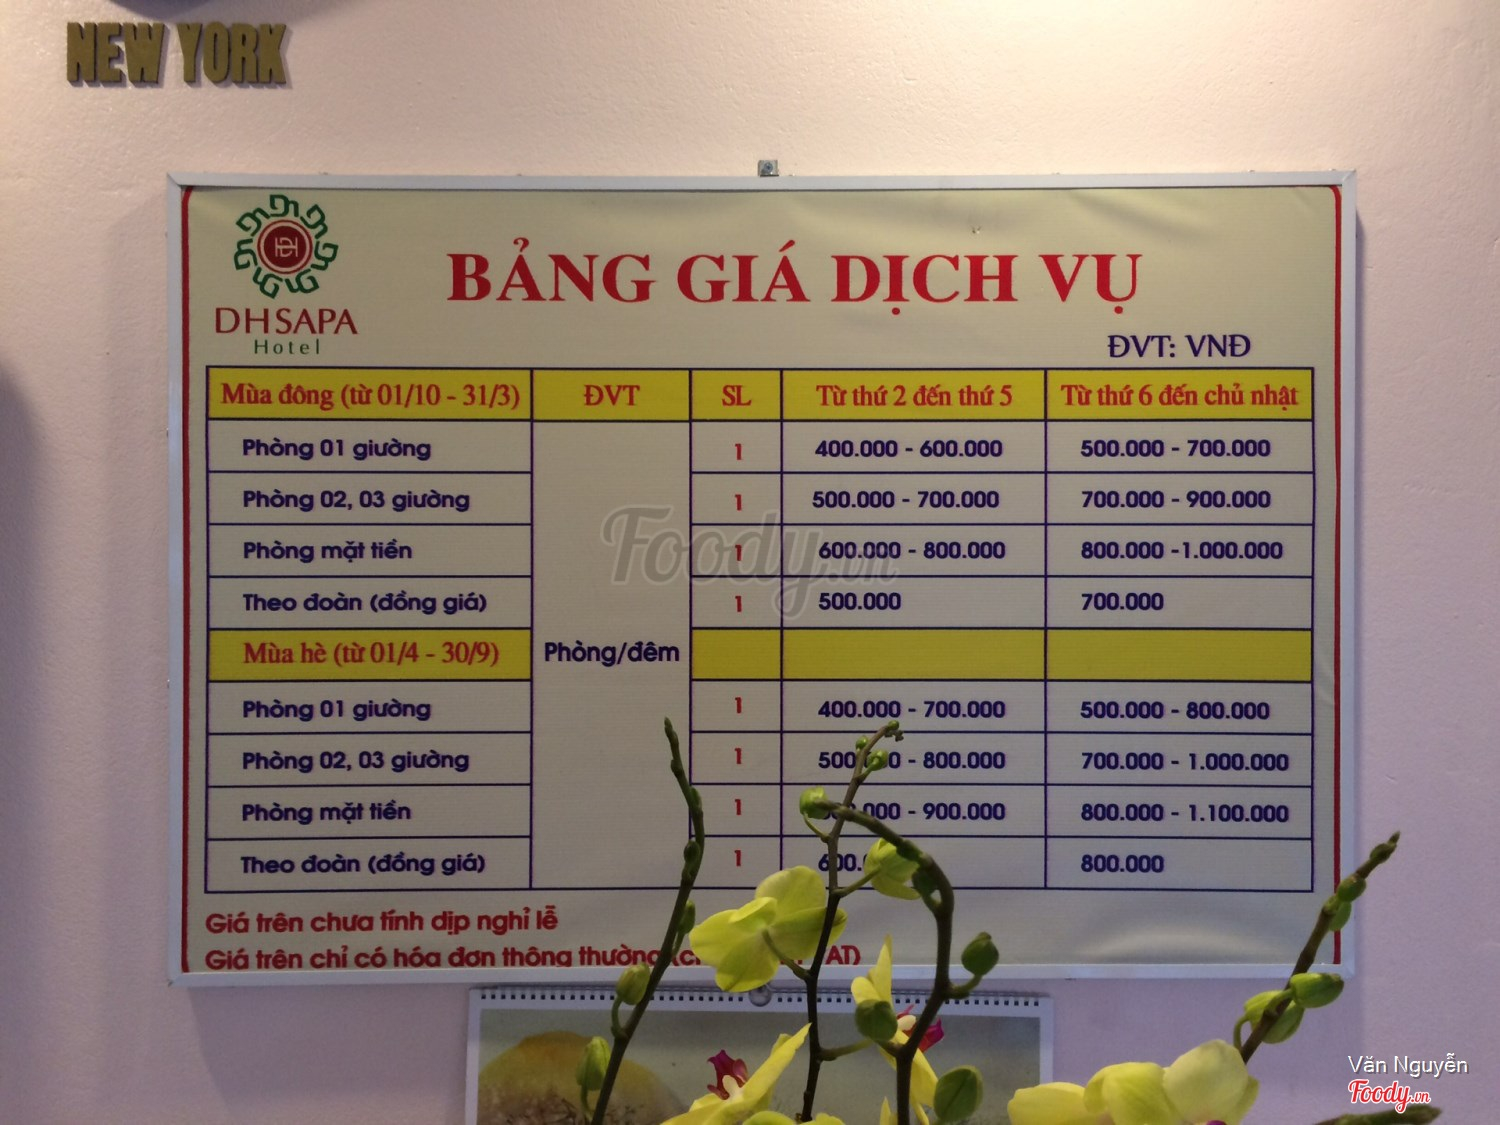 NEW YORK
DH
DHSAPA
Hotel
BẢNG GIÁ DỊCH VỤ
ĐVT: VNĐ
Mùa đông (từ 01/10 - 31/3) ĐVT SL Từ thứ 2 đến thứ 5 Từ thứ 6 đến chủ nhật
Phòng 01 giường 1 400.000 - 600.000 500.000 - 700.000
Phòng 02, 03 giường 1 500.000 - 700.000 700.000 - 900.000
Phòng mặt tiền 1 600.000 - 800.000 800.000 -1.000.000
Theo đoàn (đồng giá) 1 500.000 700.000
Mùa hè (từ 01/4 - 30/9) Phòng/đêm
Phòng 01 giường 1 400.000 - 700.000 500.000 - 800.000
Phòng 02, 03 giường 1 - 800.000 700.000 - 1.000.000
Phòng mặt tiền 1 - 900.000 800.000 - 1.100.000
Theo đoàn (đồng giá) 1 800.000
Giá trên chưa tính dịp nghỉ lễ
Giá trên chỉ có hóa đơn thông thường
Foody.vn
Văn Nguyễn
Foody.vn